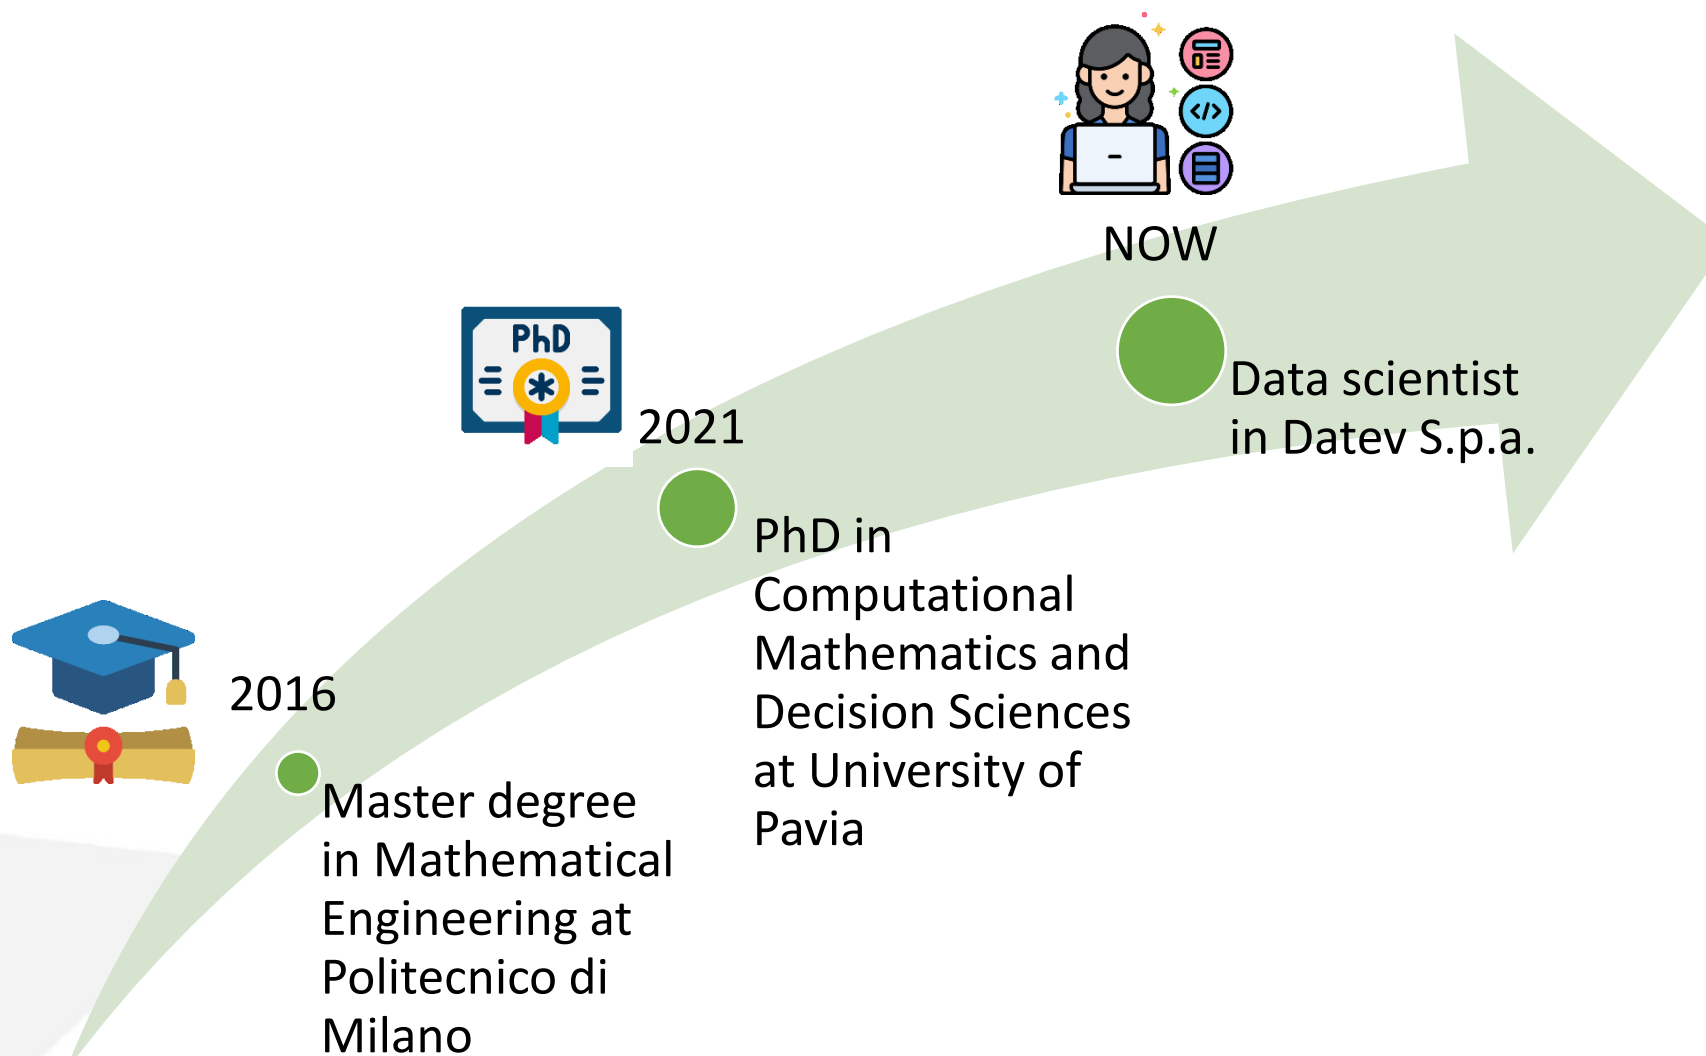 NOW
Data scientist
in Datev S.p.a.
PhD
2021
PhD in
Computational
Mathematics and
Decision Sciences
at University of
Pavia
2016
Master degree
in Mathematical
Engineering at
Politecnico di
Milano